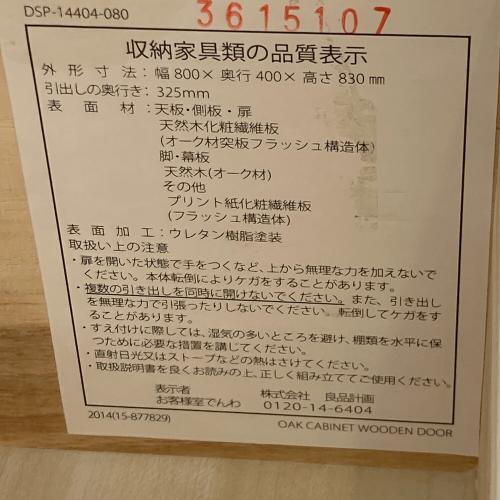 DSP-14404-080
3615107
収納家具類の品質表示
外形寸法：幅800×奥行400×高さ830mm
引出しの奥行き：325mm
表面材：天板・側板・扉
天然木化粧繊維板
(オーク材突板フラッシュ構造体)
脚・幕板
天然木(オーク材)
その他
プリント紙化粧繊維板
(フラッシュ構造体)
表面加工：ウレタン樹脂塗装
取扱い上の注意
・扉を開いた状態で手をつくなど、上から無理な力を加えないで
ください。本体転倒によりケガをすることがあります。
・複数の引き出しを同時に開けないでください。また、引き出し
を無理な力で引張ったりしないでください。転倒してケガをす
ることがあります。
・すえ付けに際しては、湿気の多いところを避け、棚類を水平に保
つために必要な措置を講じてください。
・直射日光又はストーブなどの熱はさけてください。
・取扱説明書を良くお読みの上、正しく組み立ててご使用ください。
表示者 株式会社 良品計画
お客様室でんわ 0120-14-6404
2014(15-877829) OAK CABINET WOODEN DOOR